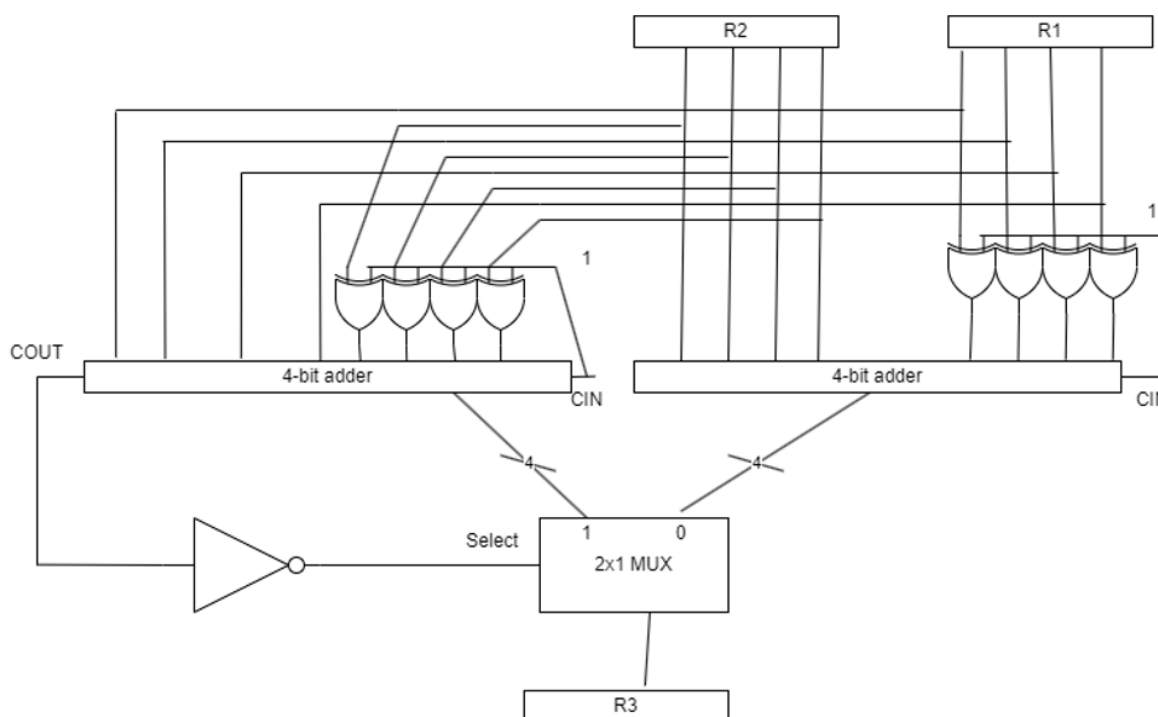 R2
R1
1
1
COUT
4-bit adder
CIN
4-bit adder
CIN
4
4
Select
1
0
2x1 MUX
R3